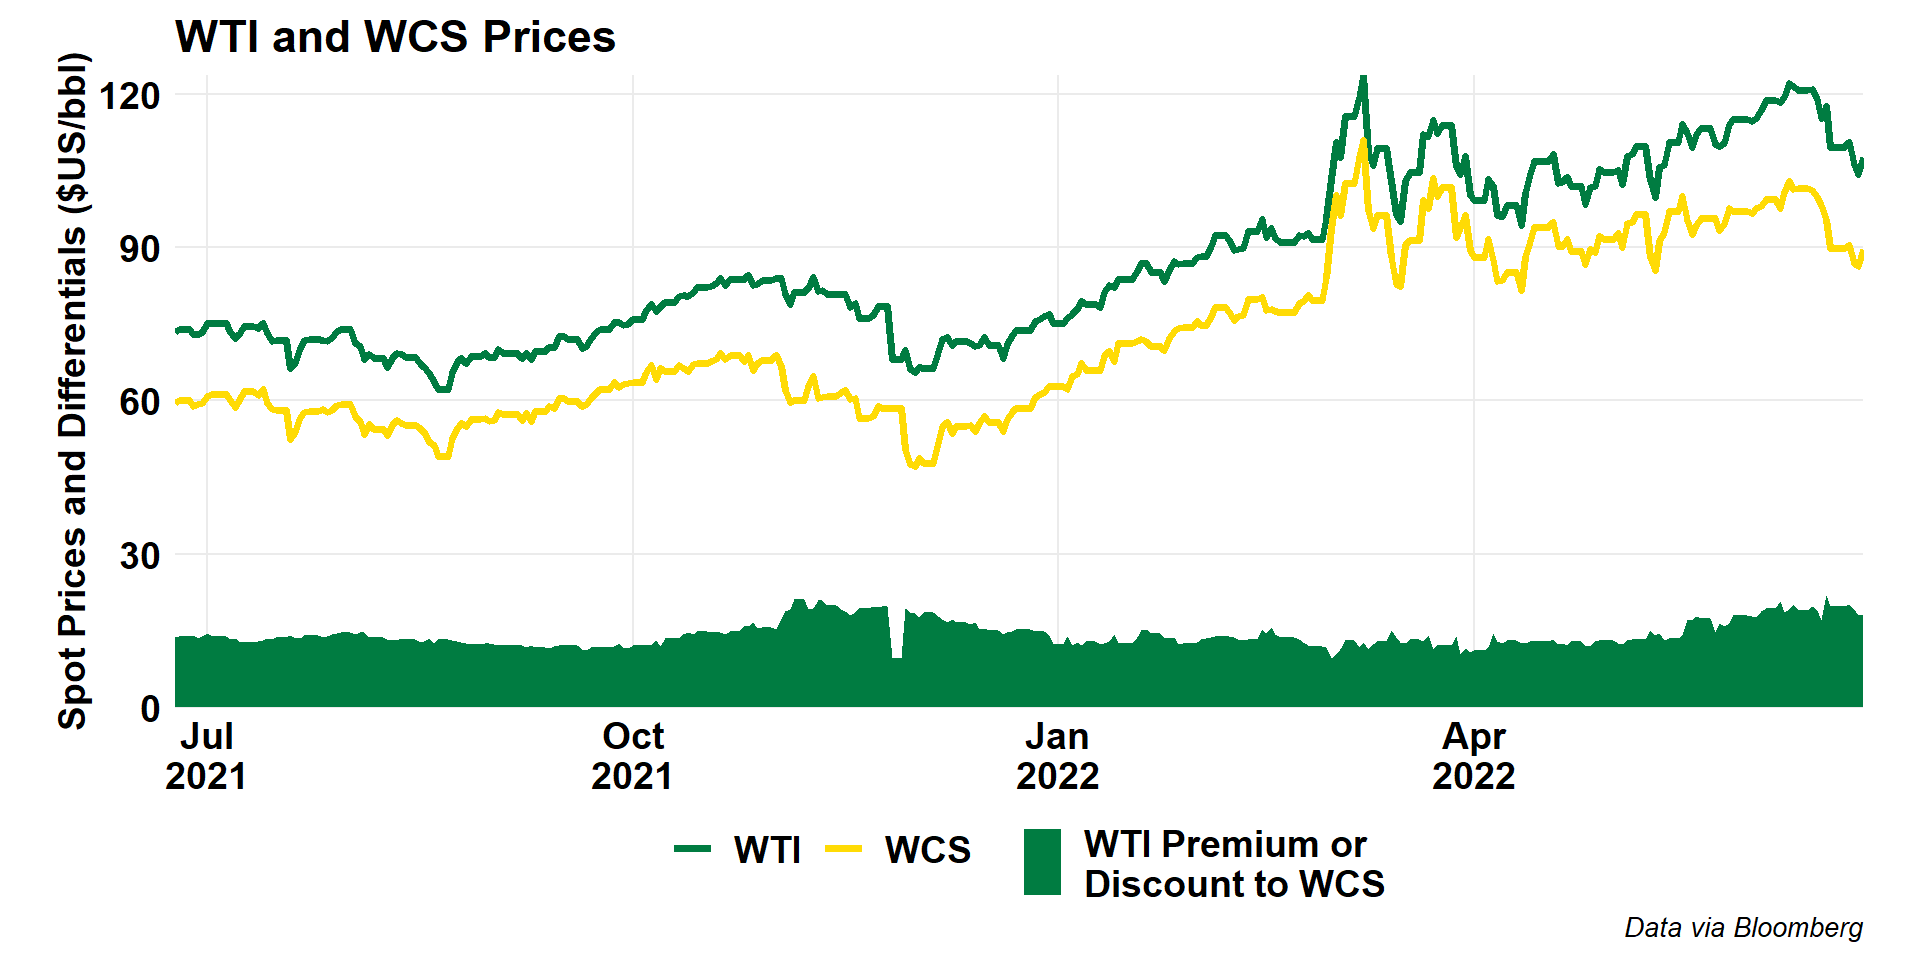 WTI and WCS Prices
Spot Prices and Differentials ($US/bbl)
120
90
60
30
0
Jul
2021
Oct
2021
Jan
2022
Apr
2022
WTI
WCS
WTI Premium or
Discount to WCS
Data via Bloomberg